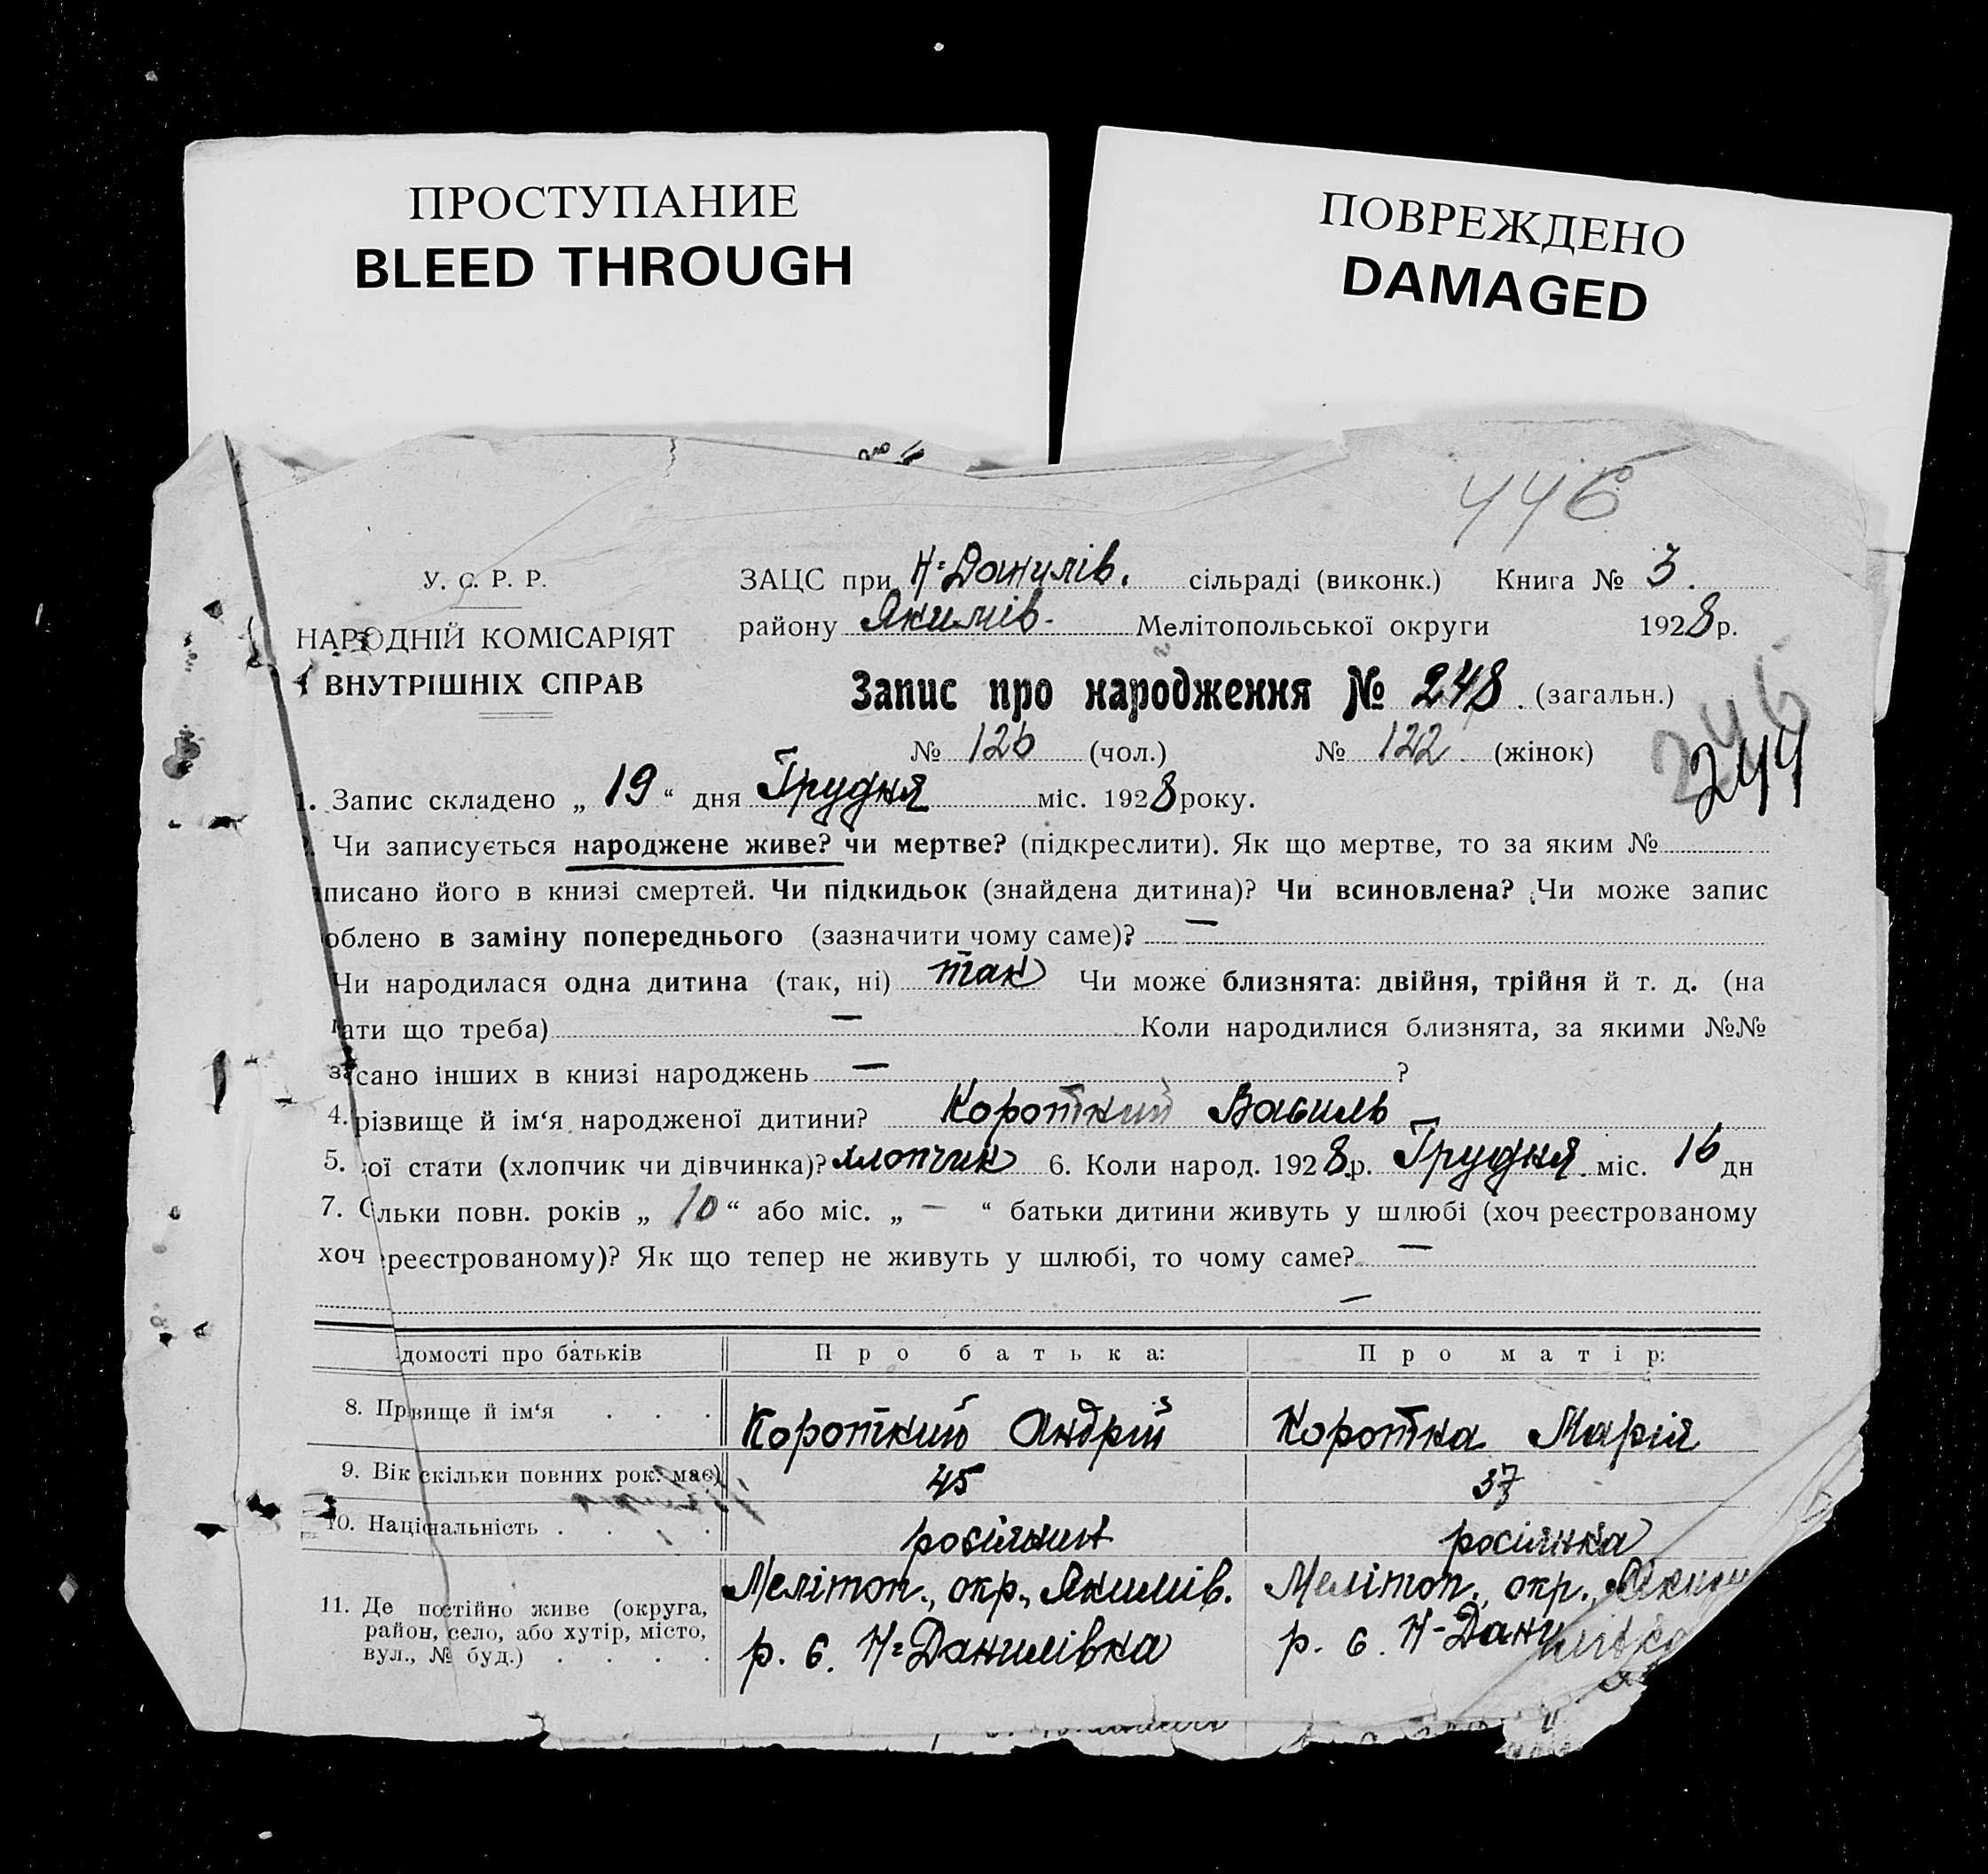 ПРОСТУПАНИЕ
BLEED THROUGH
ПОВРЕЖДЕНО
DAMAGED
446
У. С. Р. Р.
НАРОДНІЙ КОМІСАРІЯТ
ВНУТРІШНІХ СПРАВ
ЗАЦС при Н=Данилів. сільраді (виконк.) Книга № 3.
району Якимів. Мелітопольської округи 1928 р.
Запис про народження № 248. (загальн.)
246
244
№ 126 (чол.) № 122 (жінок)
1. Запис складено „ 19 “ дня Грудня міс. 1928 року.
Чи записується народжене живе? чи мертве? (підкреслити). Як що мертве, то за яким №
писано його в книзі смертей. Чи підкидьок (знайдена дитина)? Чи всиновлена? Чи може запис
облено в заміну попереднього (зазначити чому саме)? —
Чи народилася одна дитина (так, ні) так Чи може близнята: двійня, трійня й т. д. (на
ати що треба) — Коли народилися близнята, за якими №№
за сано інших в книзі народжень — ?
4. різвище й ім‘я народженої дитини? Короткий Василь
5. ої стати (хлопчик чи дівчинка)? хлопчик 6. Коли народ. 1928 р. Грудня міс. 16 дн
7. С льки повн. років „ 10 “ або міс. „ — “ батьки дитини живуть у шлюбі (хоч реєстрованому
хоч реєстрованому)? Як що тепер не живуть у шлюбі, то чому саме? —
—
домості про батьків Про батька: Про матір:
8. Прізвище й ім‘я . . . Короткий Андрій Коротка Марія
9. Вік скільки повних рок. має) 45 37
10. Національність . . . . росіянин росіянка
11. Де постійно живе (округа, район, село, або хутір, місто, вул., № буд.) . . . .
Мелітоп., окр., Якимів.
р. с. Н=Данилівка
Мелітоп., окр., Яким
р. с. Н-Данилівка